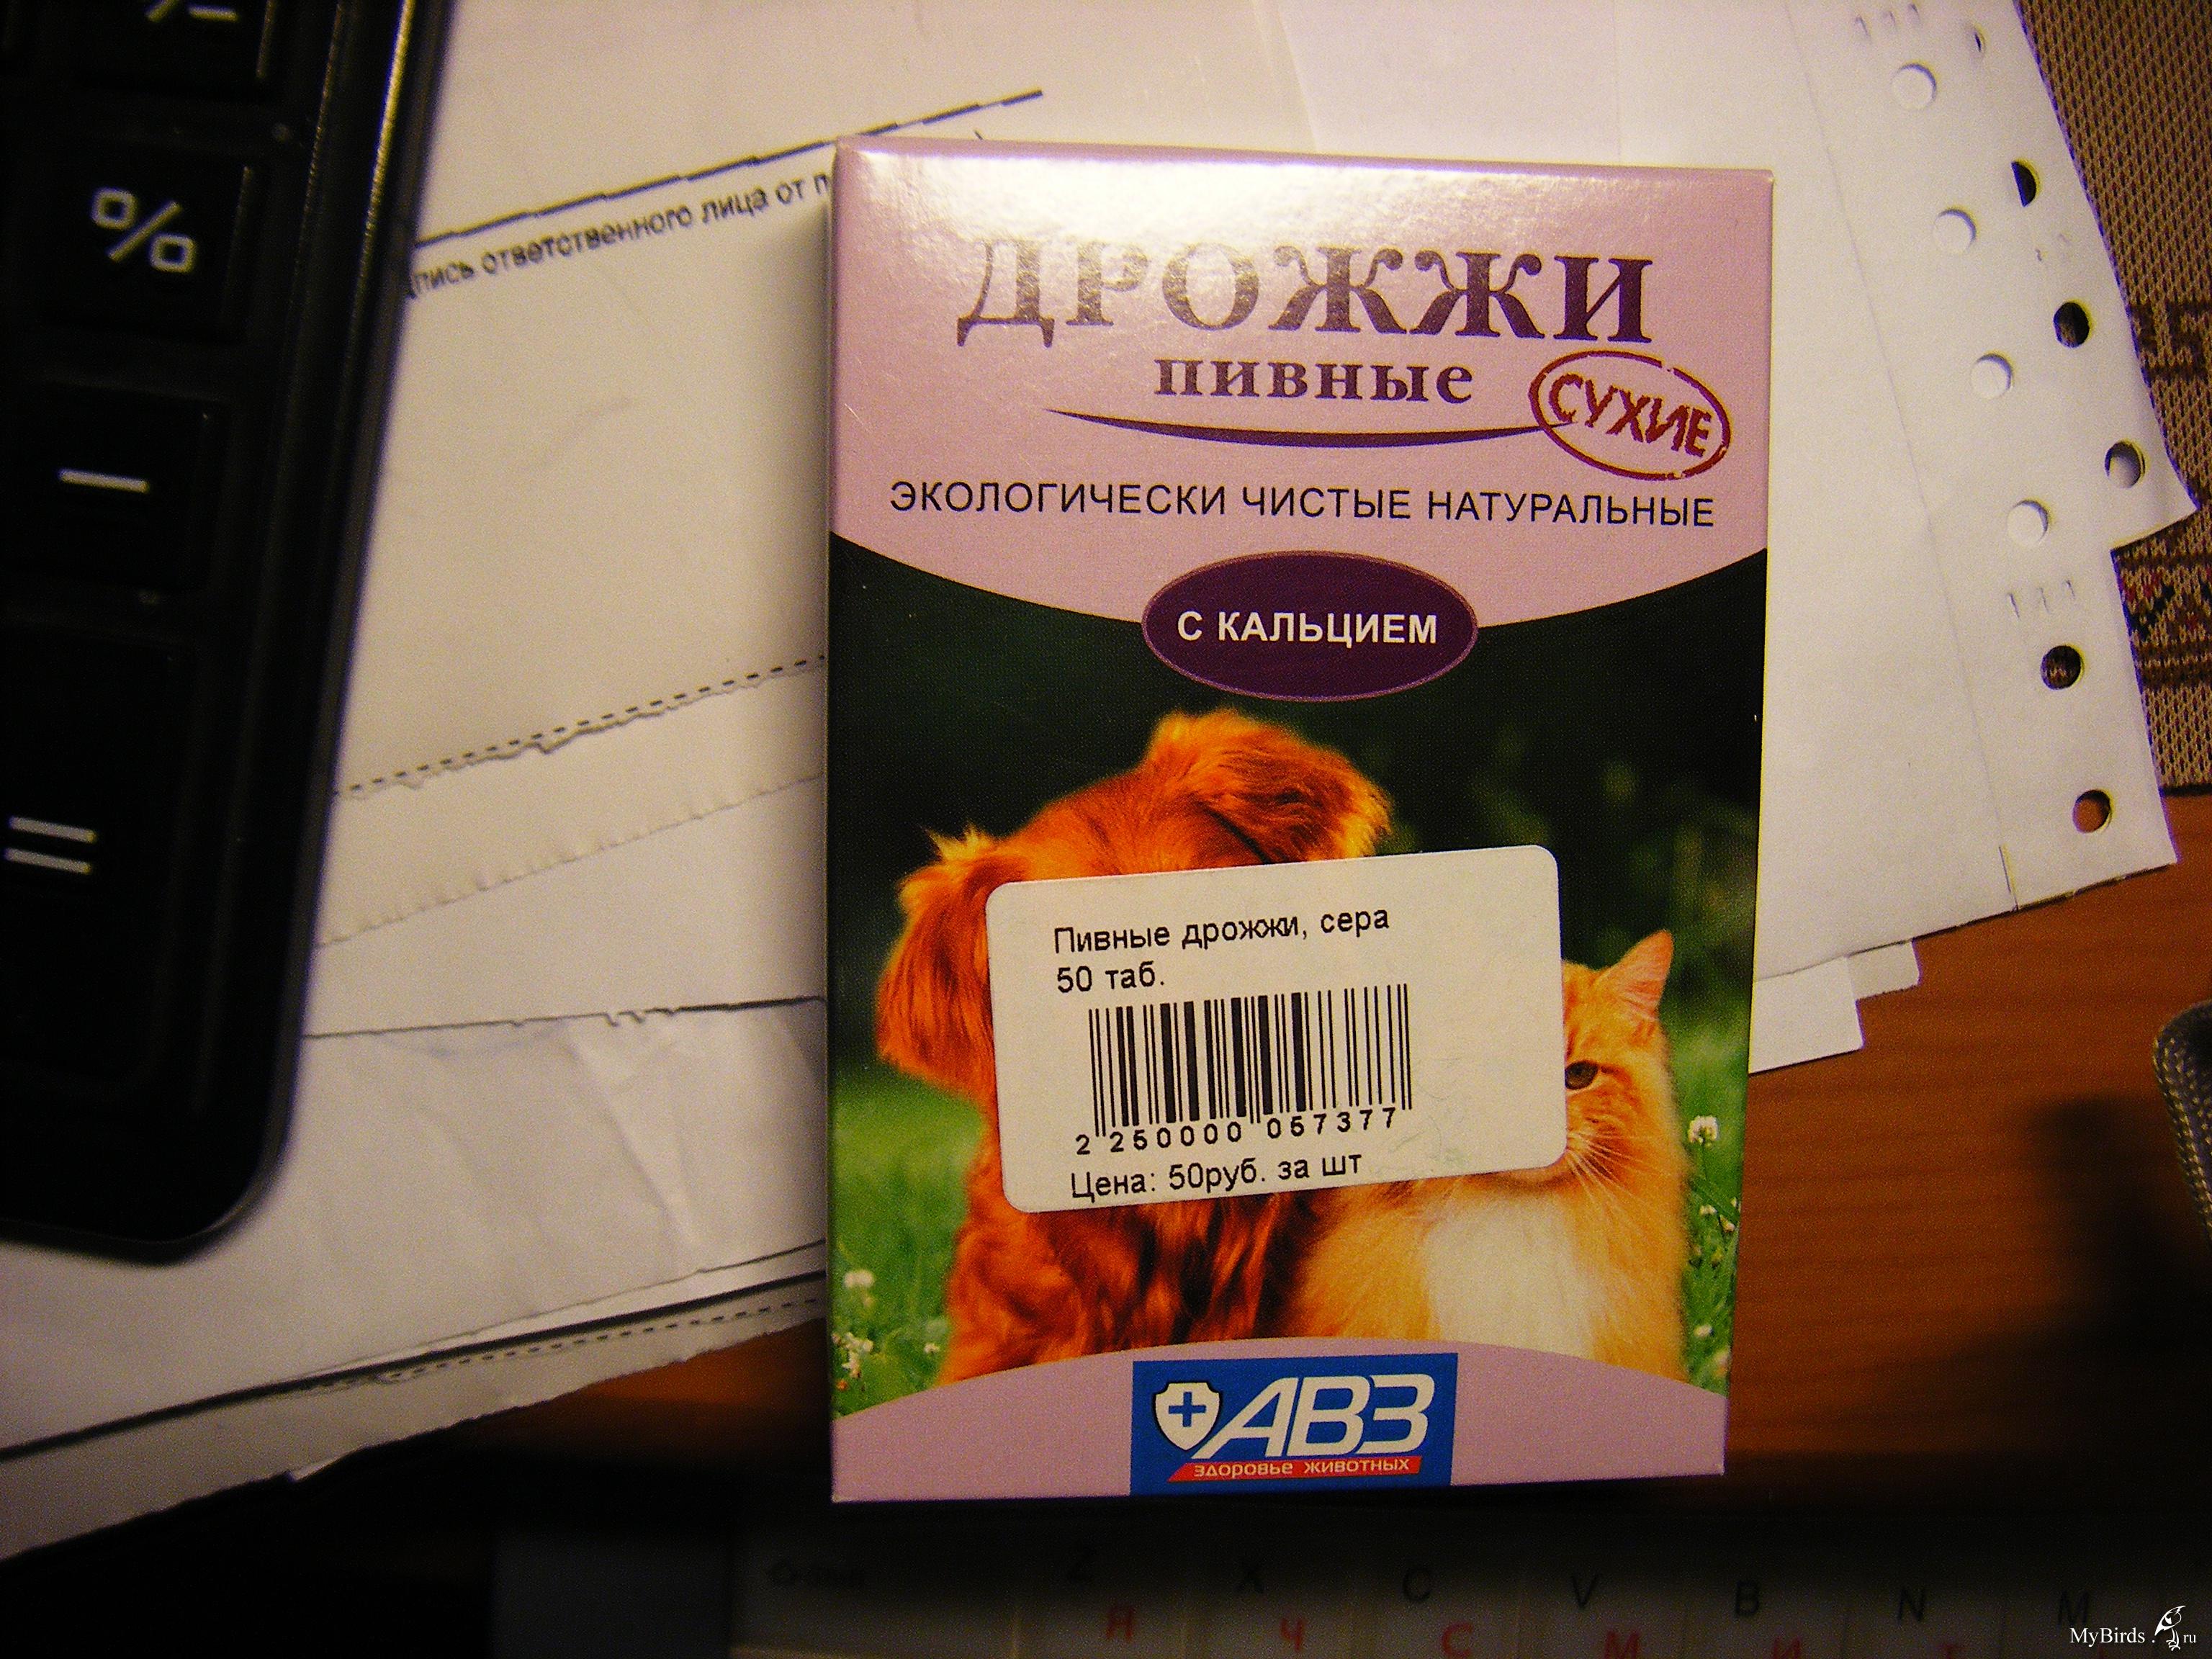 %
−
=
пись ответственного лица от
ДРОЖЖИ
пивные
СУХИЕ
ЭКОЛОГИЧЕСКИ ЧИСТЫЕ НАТУРАЛЬНЫЕ
С КАЛЬЦИЕМ
Пивные дрожжи, сера
50 таб.
2 250000 057377
Цена: 50руб. за шт
АВЗ
ЗДОРОВЬЕ ЖИВОТНЫХ
Z X C V B N M
Я Ч С М И Т
MyBirds.ru